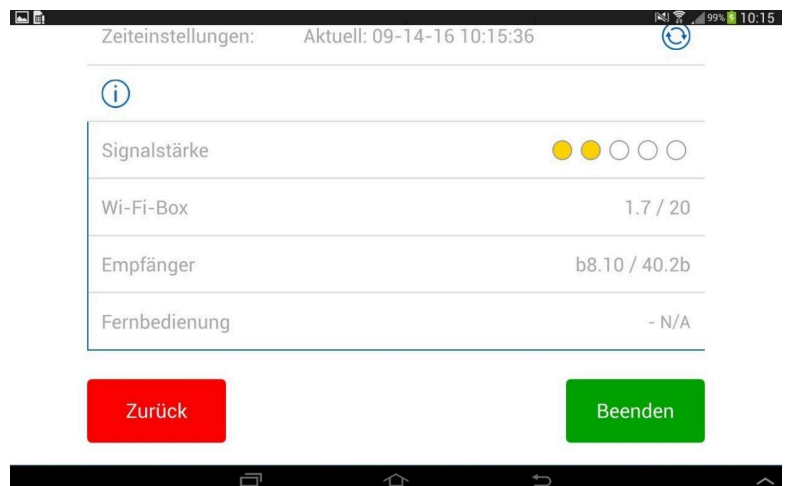 99% 10:15
Zeiteinstellungen: Aktuell: 09-14-16 10:15:36
i
Signalstärke
Wi-Fi-Box 1.7 / 20
Empfänger b8.10 / 40.2b
Fernbedienung - N/A
Zurück Beenden